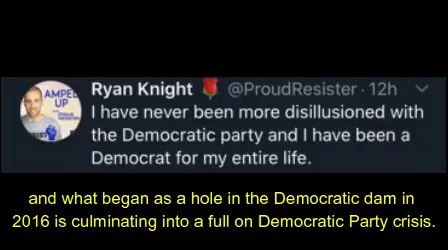 AMPED
UP
Ryan Knight 🌹 @ProudResister · 12h
I have never been more disillusioned with
the Democratic party and I have been a
Democrat for my entire life.
and what began as a hole in the Democratic dam in
2016 is culminating into a full on Democratic Party crisis.